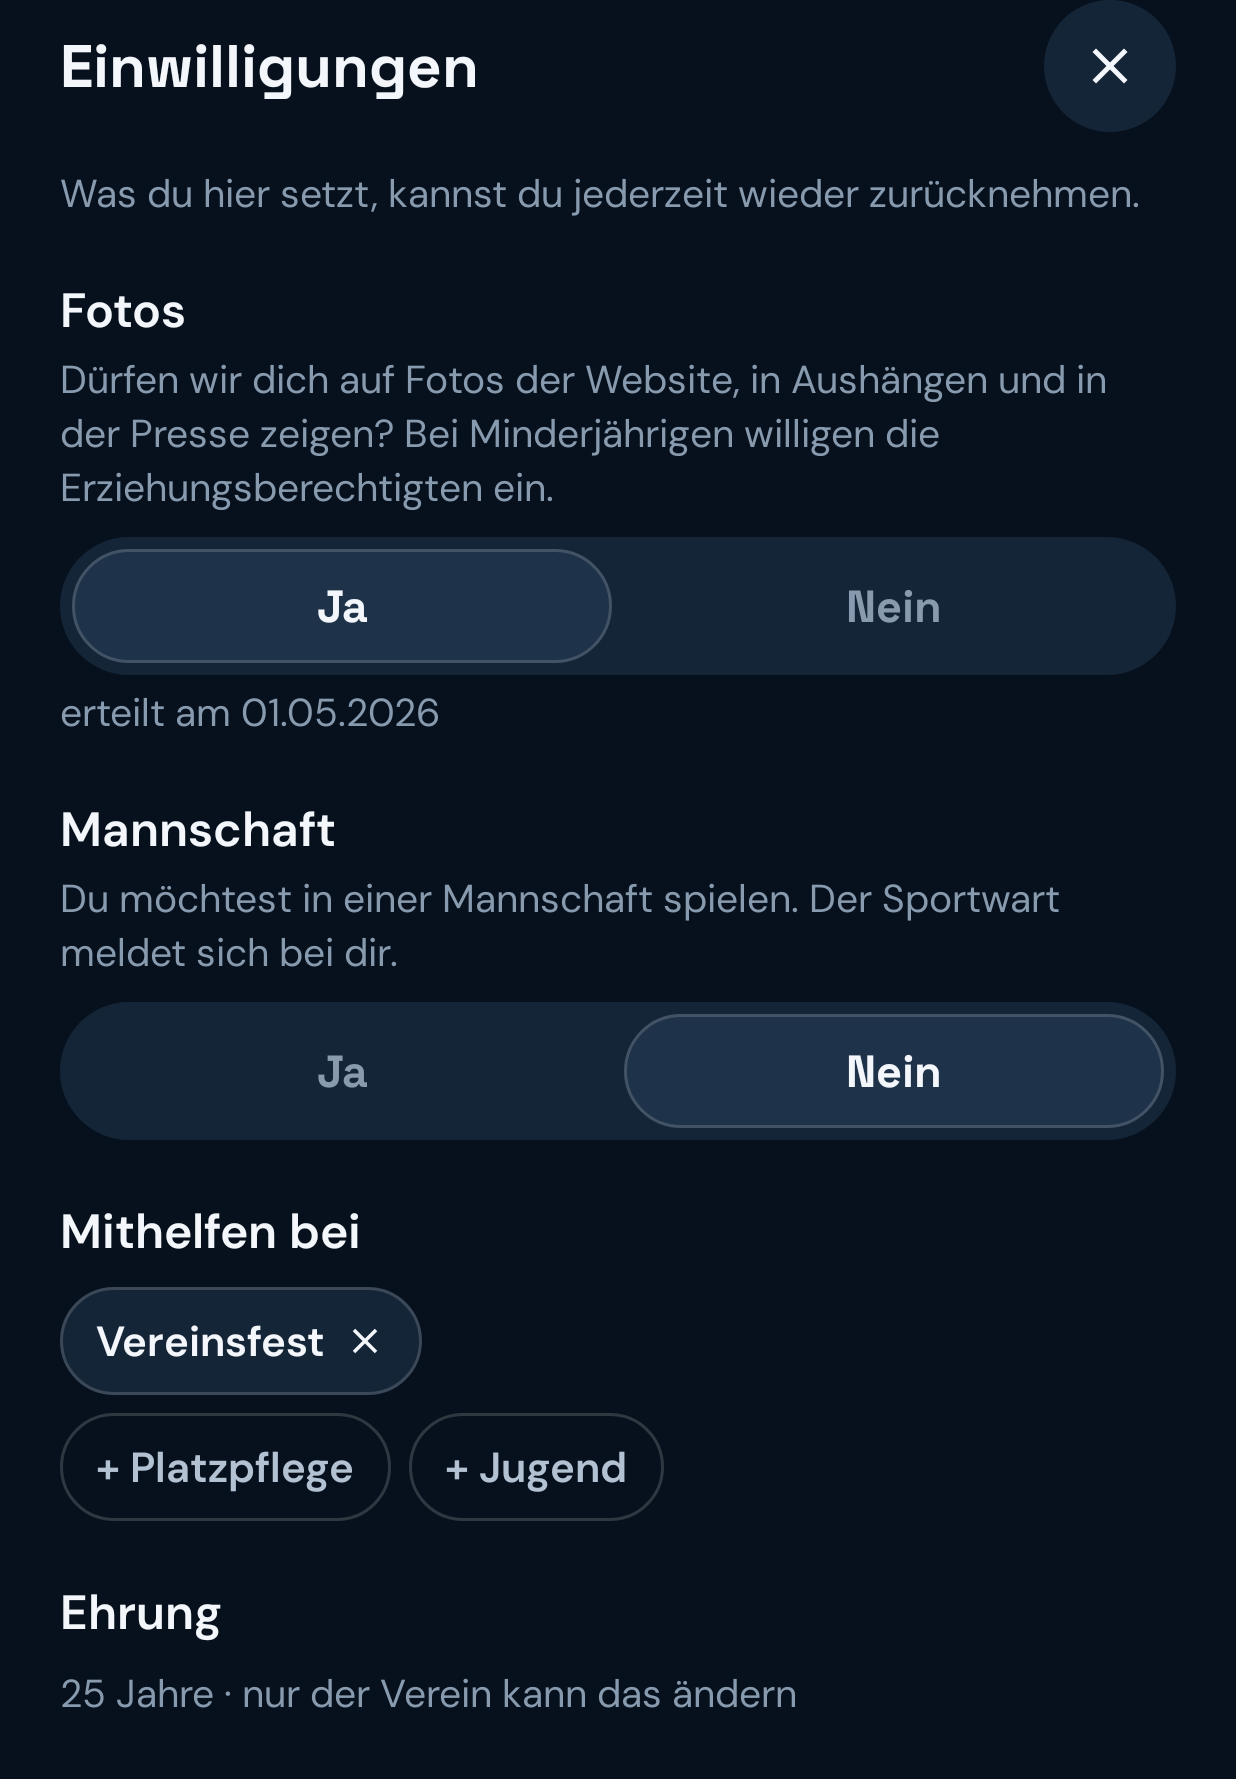 Einwilligungen
Was du hier setzt, kannst du jederzeit wieder zurücknehmen.
Fotos
Dürfen wir dich auf Fotos der Website, in Aushängen und in
der Presse zeigen? Bei Minderjährigen willigen die
Erziehungsberechtigten ein.
Ja Nein
erteilt am 01.05.2026
Mannschaft
Du möchtest in einer Mannschaft spielen. Der Sportwart
meldet sich bei dir.
Ja Nein
Mithelfen bei
Vereinsfest ×
+ Platzpflege + Jugend
Ehrung
25 Jahre · nur der Verein kann das ändern